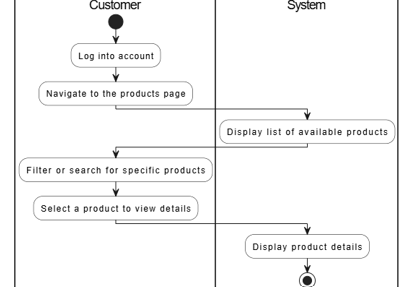 Customer
System
Log into account
Navigate to the products page
Display list of available products
Filter or search for specific products
Select a product to view details
Display product details